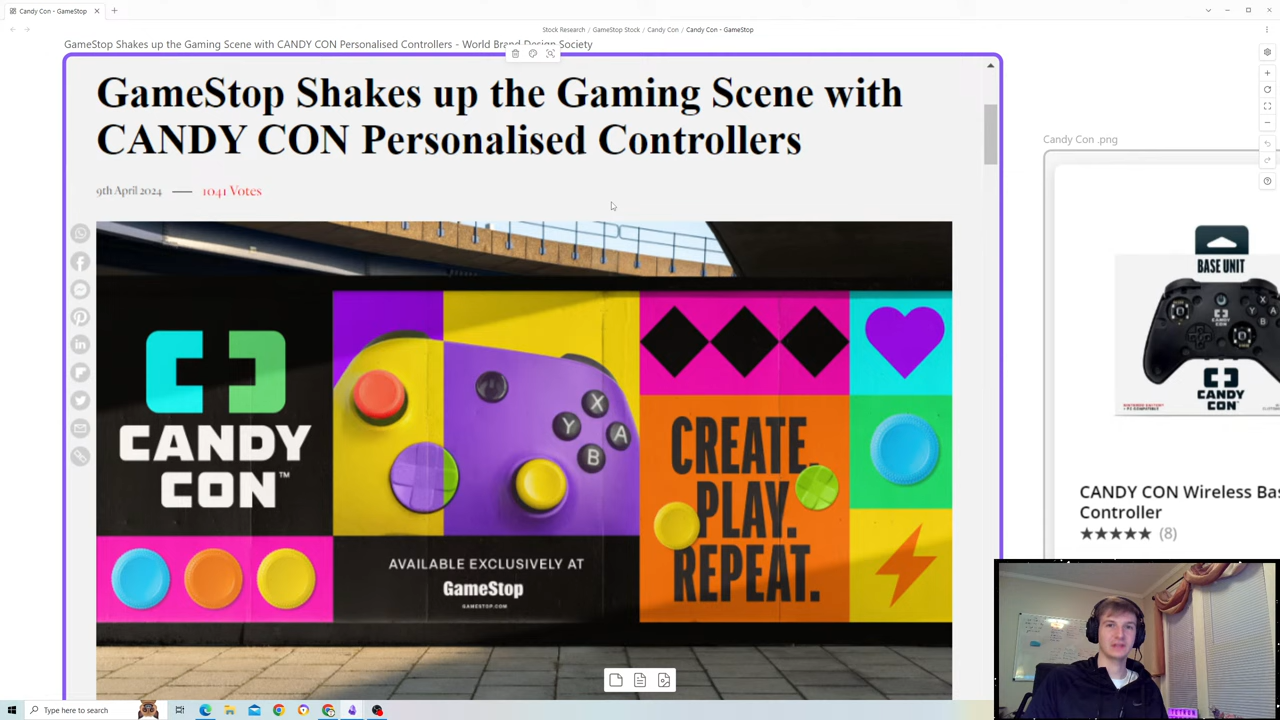 Candy Con - GameStop
Stock Research / GameStop Stock / Candy Con / Candy Con - GameStop
GameStop Shakes up the Gaming Scene with CANDY CON Personalised Controllers - World Brand Design Society
GameStop Shakes up the Gaming Scene with
CANDY CON Personalised Controllers
9th April 2024 — 1041 Votes
CANDY
CON™
X
Y
A
B
AVAILABLE EXCLUSIVELY AT
GameStop
GAMESTOP.COM
CREATE.
PLAY.
REPEAT.
Candy Con .png
BASE UNIT
CANDY
CON
CANDY CON Wireless Bas
Controller
(8)
Type here to search